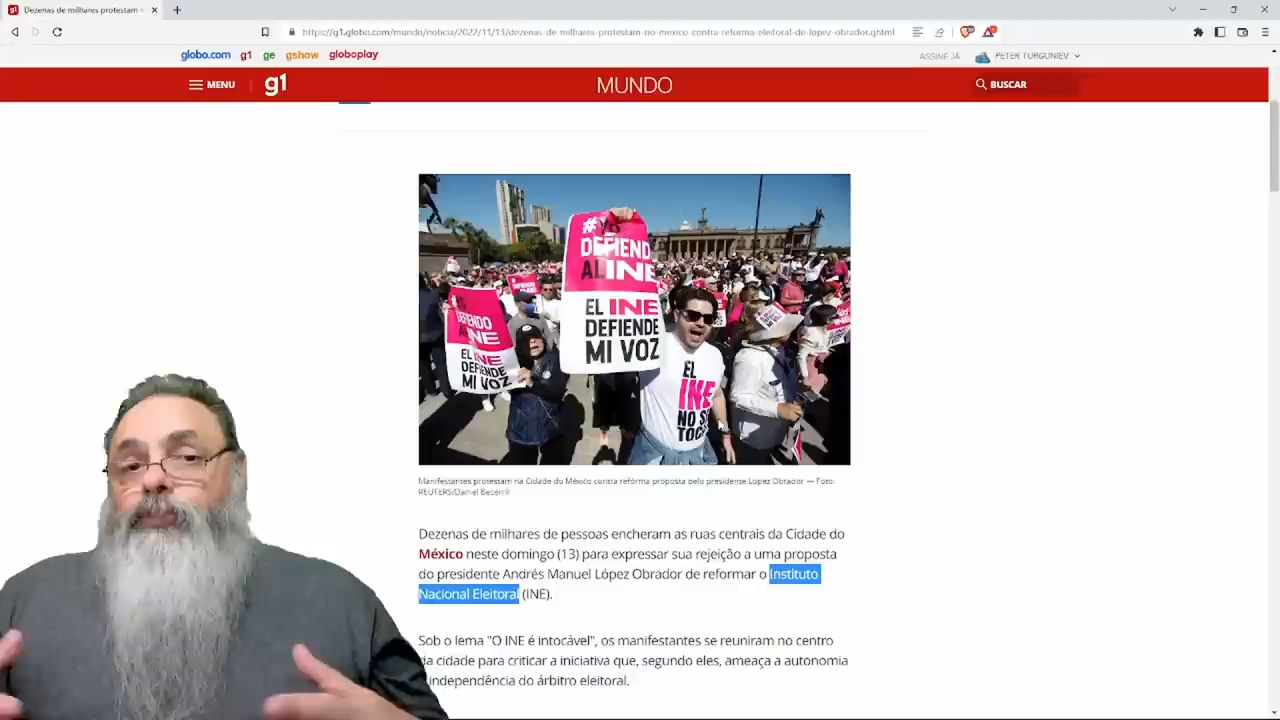 Dezenas de milhares protestam
https://g1.globo.com/mundo/noticia/2022/11/13/dezenas-de-milhares-protestam-no-mexico-contra-reforma-eleitoral-de-lopez-obrador.ghtml
globo.com g1 ge gshow globoplay
ASSINE JÁ
PETER TURGUNIEV
MENU
g1
MUNDO
BUSCAR
DEFIENDO
AL INE
EL INE
DEFIENDE
MI VOZ
EL INE
DEFIENDE
MI VOZ
EL
INE
NO SE
TOCA
Manifestantes protestam na Cidade do México contra reforma proposta pelo presidente Lopez Obrador — Foto:
REUTERS/Daniel Becerril
Dezenas de milhares de pessoas encheram as ruas centrais da Cidade do
México neste domingo (13) para expressar sua rejeição a uma proposta
do presidente Andrés Manuel López Obrador de reformar o Instituto
Nacional Eleitoral (INE).
Sob o lema "O INE é intocável", os manifestantes se reuniram no centro
da cidade para criticar a iniciativa que, segundo eles, ameaça a autonomia
independência do árbitro eleitoral.